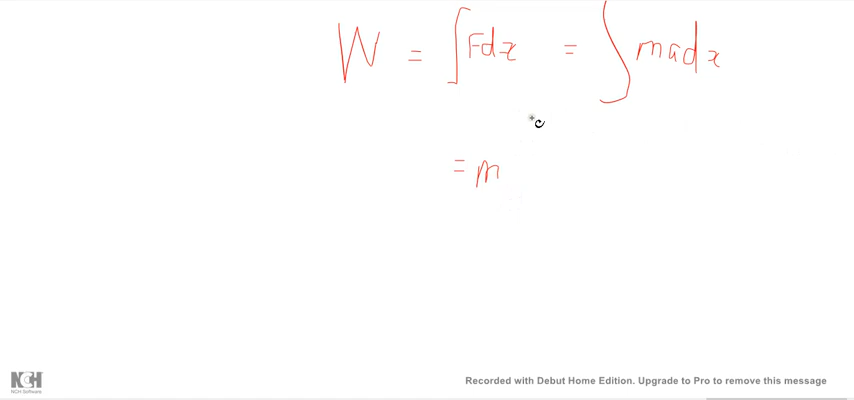 W = ∫Fdx = ∫madx
= m
NCH
NCH Software
Recorded with Debut Home Edition. Upgrade to Pro to remove this message